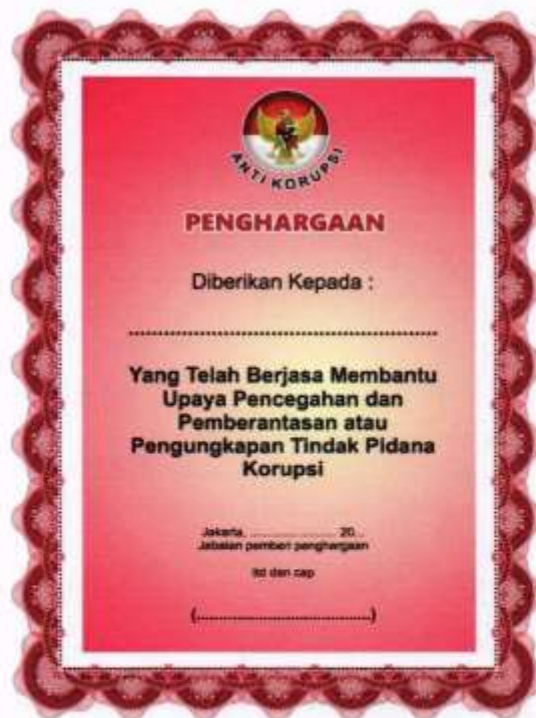 ANTI KORUPSI
PENGHARGAAN
Diberikan Kepada :
......................................................
Yang Telah Berjasa Membantu
Upaya Pencegahan dan
Pemberantasan atau
Pengungkapan Tindak Pidana
Korupsi
Jakarta, ........................ 20...
Jabatan pemberi penghargaan
ttd dan cap
(.....................................)